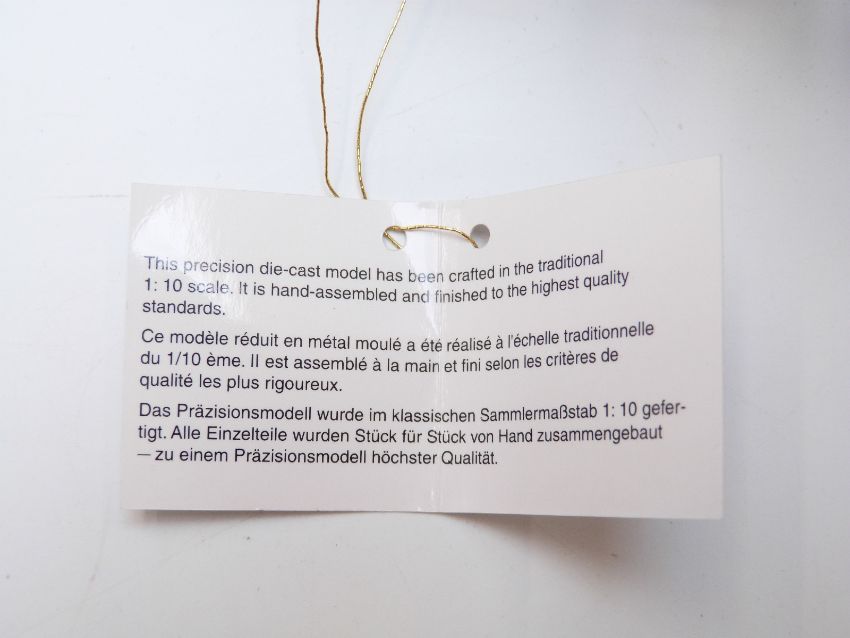 This precision die-cast model has been crafted in the traditional
1: 10 scale. It is hand-assembled and finished to the highest quality
standards.
Ce modèle réduit en métal moulé a été réalisé à l'échelle traditionnelle
du 1/10 ème. Il est assemblé à la main et fini selon les critères de
qualité les plus rigoureux.
Das Präzisionsmodell wurde im klassischen Sammlermaßstab 1: 10 gefer-
tigt. Alle Einzelteile wurden Stück für Stück von Hand zusammengebaut
— zu einem Präzisionsmodell höchster Qualität.